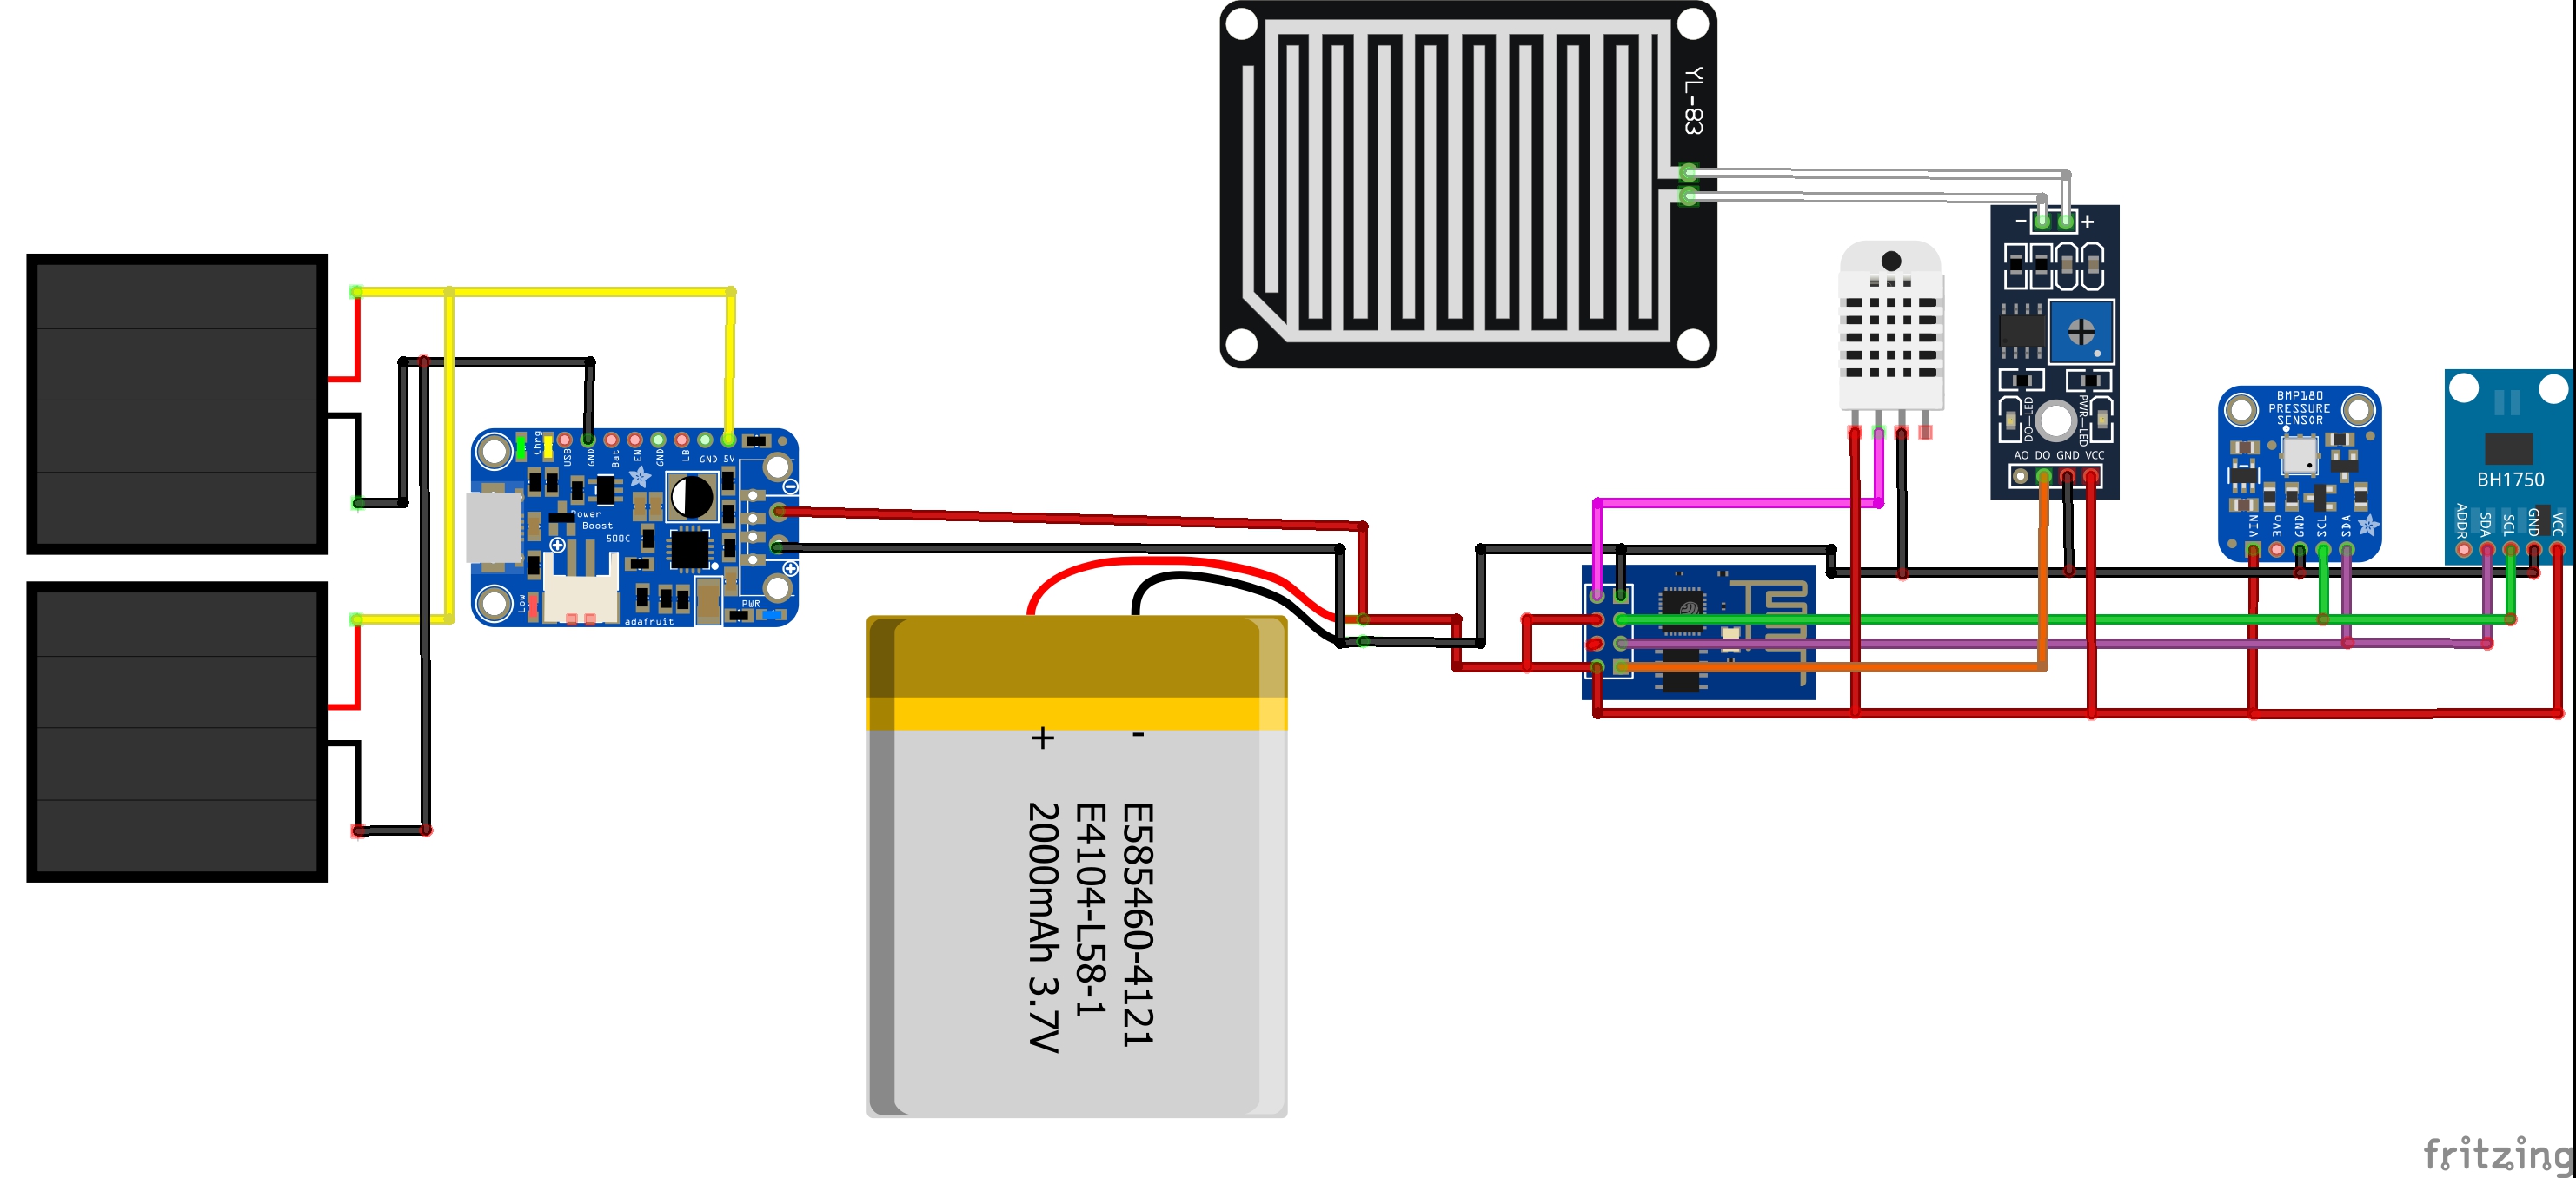 YL-83
- +
DO-LED
PWR-LED
AO DO GND VCC
Chrg
USB
GND
Bat
EN
GND
LB
GND 5V
Power
Boost
500C
Low
adafruit
PWR
BMP180
PRESSURE
SENSOR
VIN
3Vo
GND
SCL
SDA
BH1750
ADDR
SDA
SCL
GND
VCC
+ -
E585460-4121
E4104-L58-1
2000mAh 3.7V
fritzing